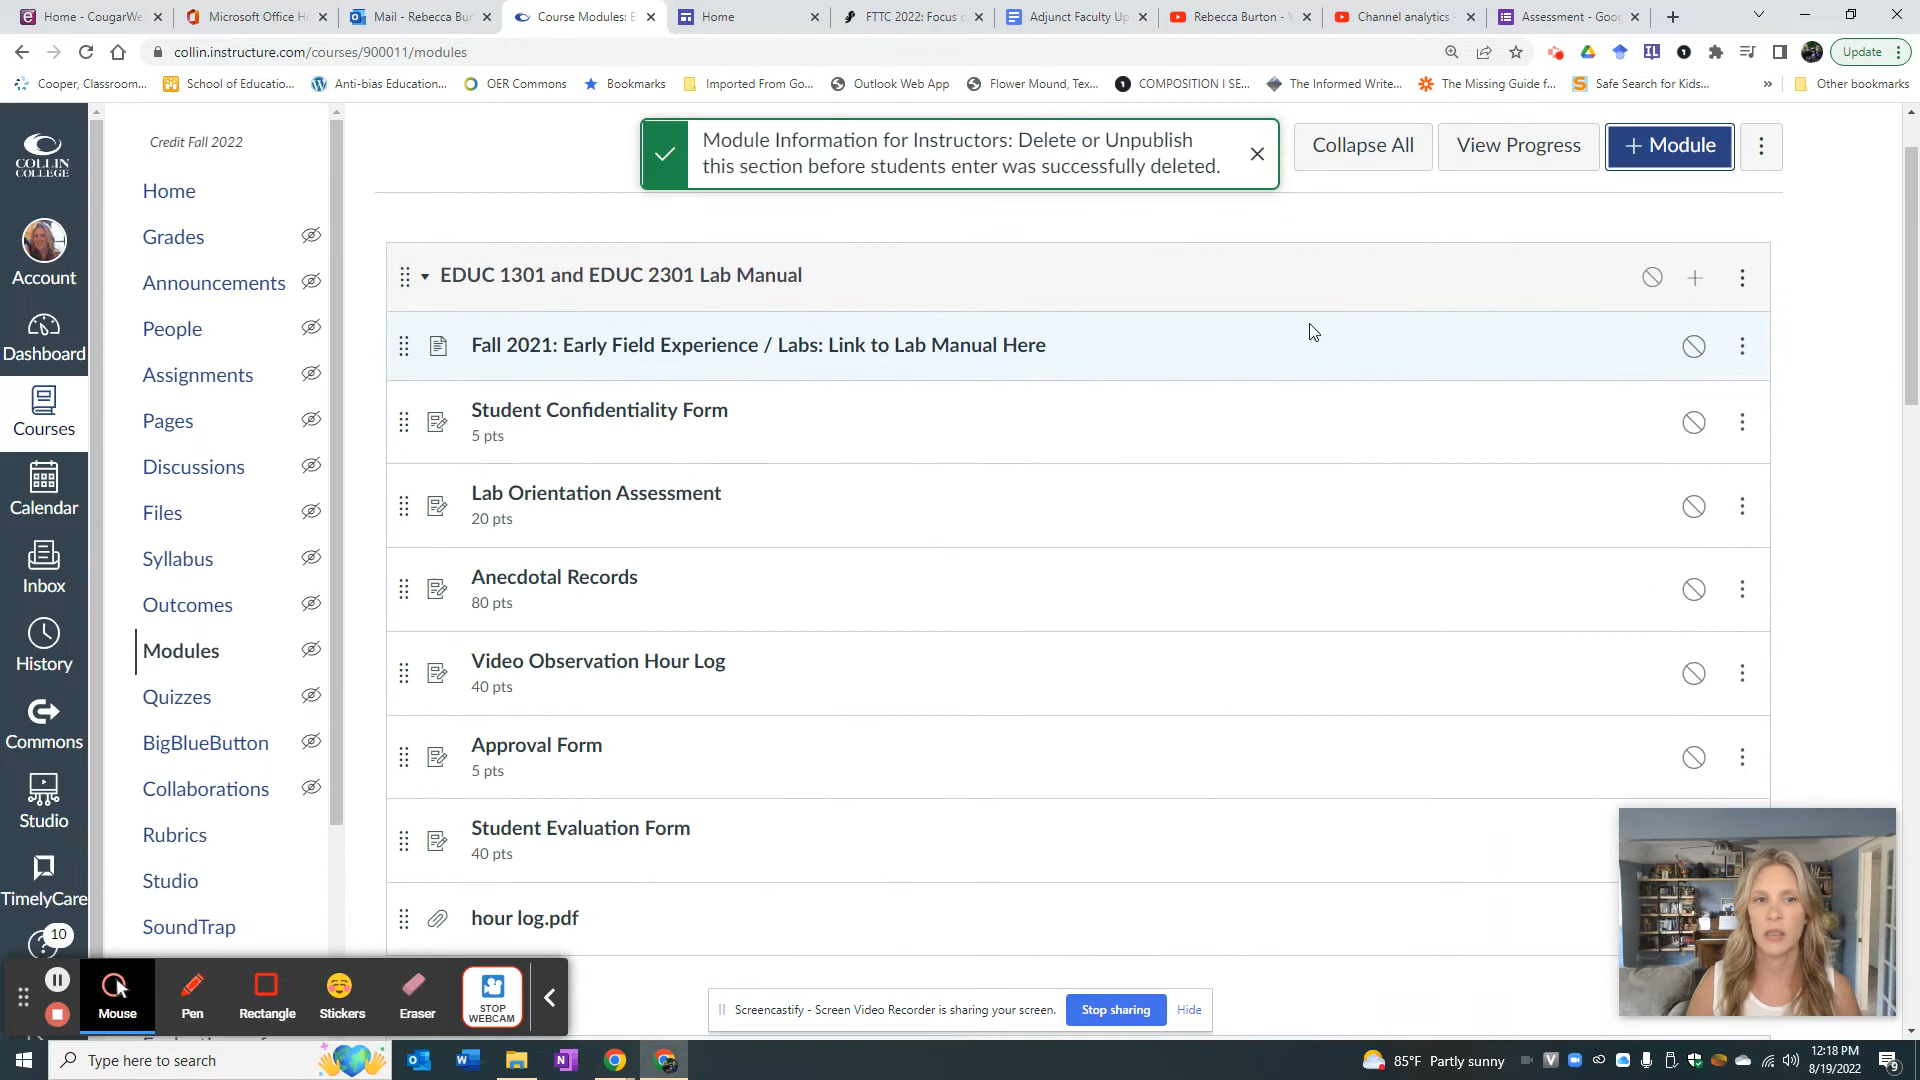 Home - CougarWe
Microsoft Office H
Mail - Rebecca Bur
Course Modules: E
Home
FTTC 2022: Focus
Adjunct Faculty Up
Rebecca Burton - Y
Channel analytics
Assessment - Goog
collin.instructure.com/courses/900011/modules
Update
Cooper, Classroom...
School of Educatio...
Anti-bias Education...
OER Commons
Bookmarks
Imported From Go...
Outlook Web App
Flower Mound, Tex...
COMPOSITION I SE...
The Informed Write...
The Missing Guide f...
Safe Search for Kids...
»
Other bookmarks
COLLIN COLLEGE
Account
Dashboard
Courses
Calendar
Inbox
History
Commons
Studio
TimelyCare
10
Credit Fall 2022
Home
Grades
Announcements
People
Assignments
Pages
Discussions
Files
Syllabus
Outcomes
Modules
Quizzes
BigBlueButton
Collaborations
Rubrics
Studio
SoundTrap
Module Information for Instructors: Delete or Unpublish
this section before students enter was successfully deleted.
Collapse All
View Progress
+ Module
EDUC 1301 and EDUC 2301 Lab Manual
Fall 2021: Early Field Experience / Labs: Link to Lab Manual Here
Student Confidentiality Form
5 pts
Lab Orientation Assessment
20 pts
Anecdotal Records
80 pts
Video Observation Hour Log
40 pts
Approval Form
5 pts
Student Evaluation Form
40 pts
hour log.pdf
Mouse
Pen
Rectangle
Stickers
Eraser
STOP
WEBCAM
Screencastify - Screen Video Recorder is sharing your screen.
Stop sharing
Hide
Type here to search
85°F Partly sunny
12:18 PM
8/19/2022
9